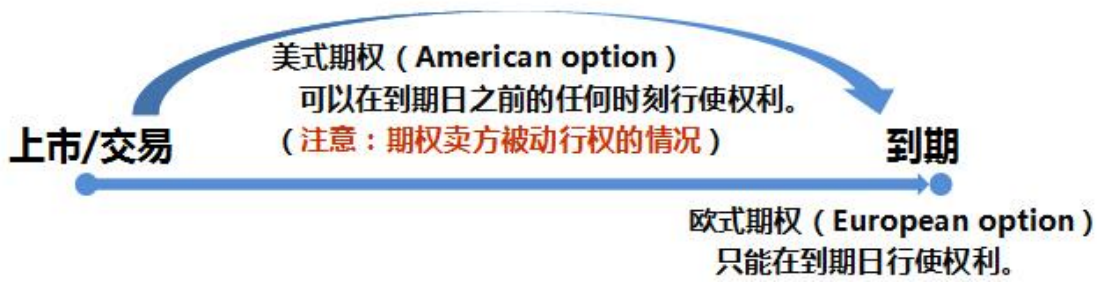 美式期权（American option）
可以在到期日之前的任何时刻行使权利。
（注意：期权卖方被动行权的情况）
上市/交易
到期
欧式期权（European option）
只能在到期日行使权利。